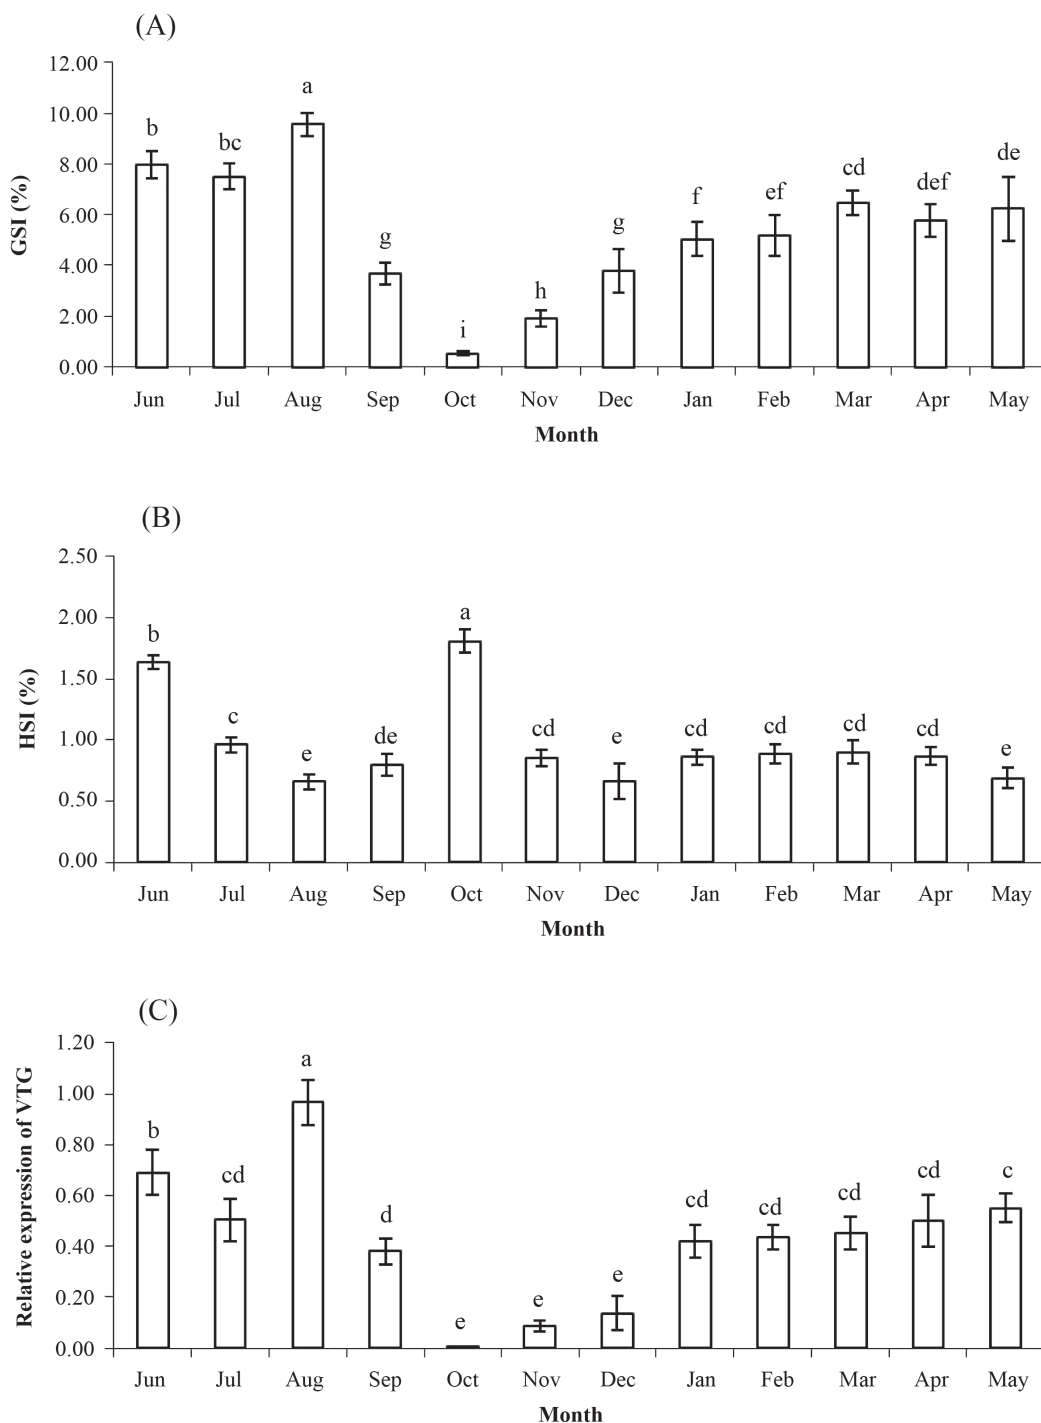 (A)
12.00
10.00
8.00
6.00
4.00
2.00
0.00
GSI (%)
b bc a g i h g f ef cd def de
Jun Jul Aug Sep Oct Nov Dec Jan Feb Mar Apr May
Month
(B)
2.50
2.00
1.50
1.00
0.50
0.00
HSI (%)
b c e de a cd e cd cd cd cd e
Jun Jul Aug Sep Oct Nov Dec Jan Feb Mar Apr May
Month
(C)
1.20
1.00
0.80
0.60
0.40
0.20
0.00
Relative expression of VTG
b cd a d e e e cd cd cd cd c
Jun Jul Aug Sep Oct Nov Dec Jan Feb Mar Apr May
Month